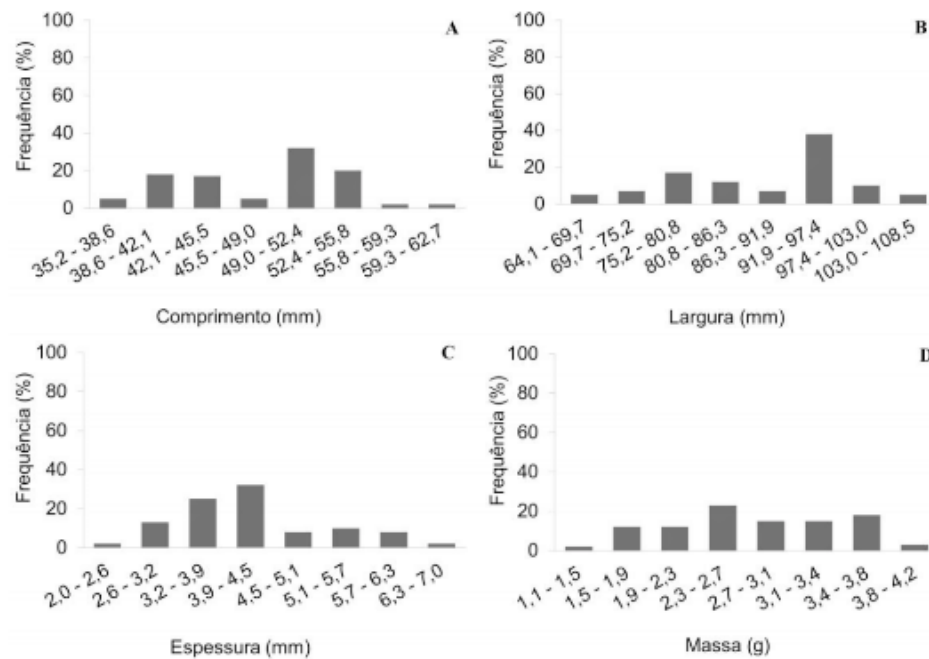 A
Frequência (%)
100
80
60
40
20
0
35,2 - 38,6
38,6 - 42,1
42,1 - 45,5
45,5 - 49,0
49,0 - 52,4
52,4 - 55,8
55,8 - 59,3
59.3 - 62,7
Comprimento (mm)
B
Frequência (%)
100
80
60
40
20
0
64,1 - 69,7
69,7 - 75,2
75,2 - 80,8
80,8 - 86,3
86,3 - 91,9
91,9 - 97,4
97,4 - 103,0
103,0 - 108,5
Largura (mm)
C
Frequência (%)
100
80
60
40
20
0
2,0 - 2,6
2,6 - 3,2
3,2 - 3,9
3,9 - 4,5
4,5 - 5,1
5,1 - 5,7
5,7 - 6,3
6,3 - 7,0
Espessura (mm)
D
Frequência (%)
100
80
60
40
20
0
1,1 - 1,5
1,5 - 1,9
1,9 - 2,3
2,3 - 2,7
2,7 - 3,1
3,1 - 3,4
3,4 - 3,8
3,8 - 4,2
Massa (g)